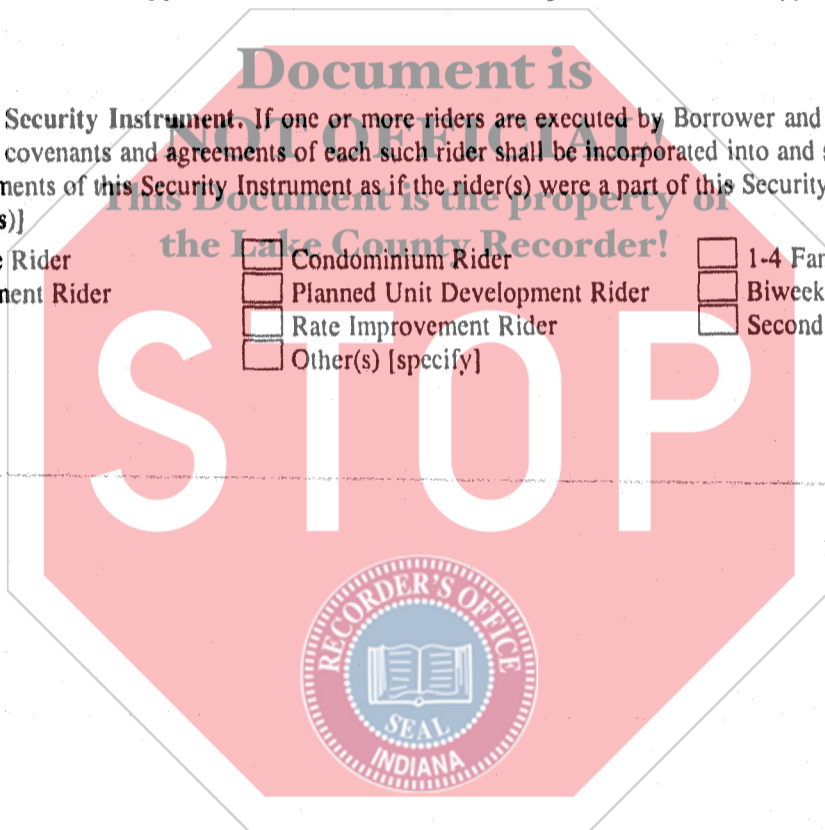 Document is
Security Instrument. If one or more riders are executed by Borrower and
NOT OFFICIAL!
covenants and agreements of each such rider shall be incorporated into and
ments of this Security Instrument as if the rider(s) were a part of this Security
This Document is the property of
s)]
the Lake County Recorder!
Rider Condominium Rider 1-4 Fam
ment Rider Planned Unit Development Rider Biweek
Rate Improvement Rider Second
Other(s) [specify]
STOP
RECORDER'S OFFICE
SEAL
INDIANA